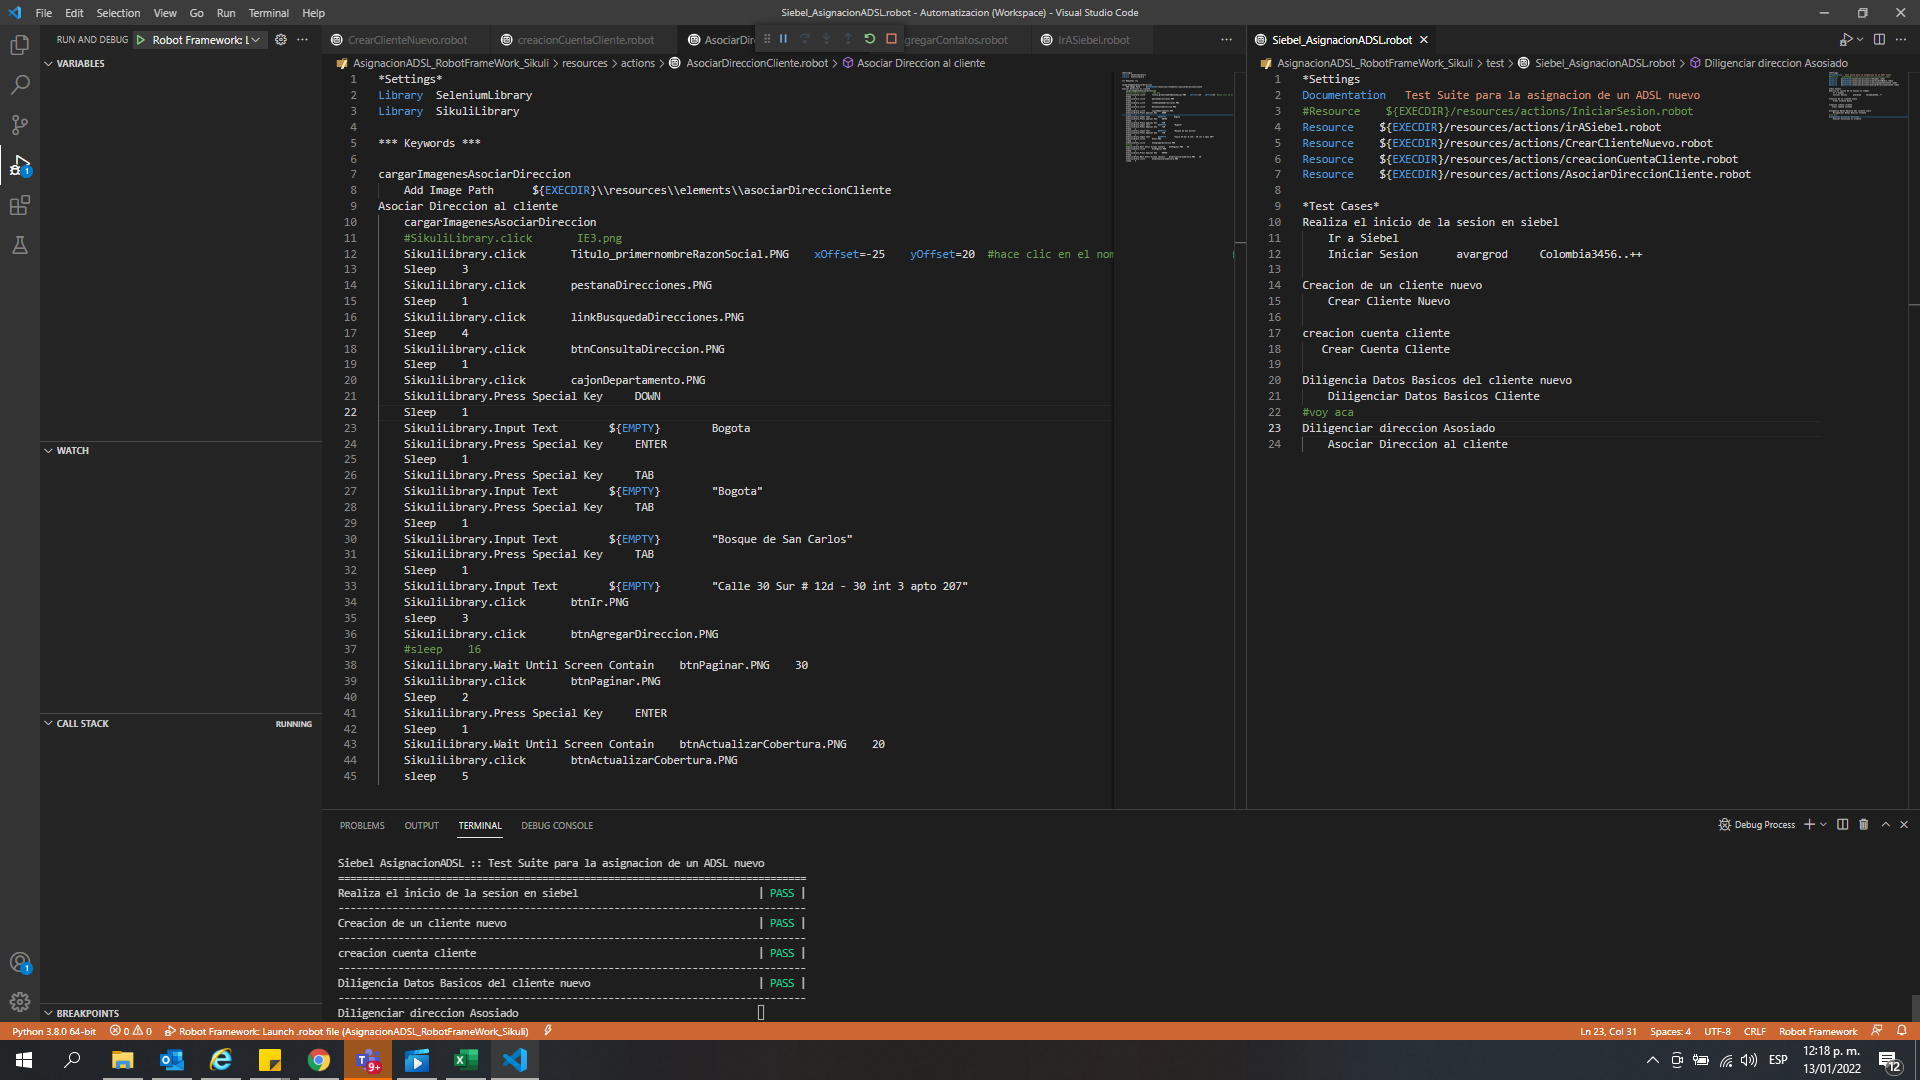 File Edit Selection View Go Run Terminal Help
Siebel_AsignacionADSL.robot - Automatizacion (Workspace) - Visual Studio Code
RUN AND DEBUG Robot Framework: L
VARIABLES
WATCH
CALL STACK RUNNING
BREAKPOINTS
CrearClienteNuevo.robot creacionCuentaCliente.robot AsociarDir gregarContatos.robot IrASiebel.robot
AsignacionADSL_RobotFrameWork_Sikuli > resources > actions > AsociarDireccionCliente.robot > Asociar Direccion al cliente
1 *Settings*
2 Library SeleniumLibrary
3 Library SikuliLibrary
4
5 *** Keywords ***
6
7 cargarImagenesAsociarDireccion
8 Add Image Path ${EXECDIR}\\resources\\elements\\asociarDireccionCliente
9 Asociar Direccion al cliente
10 cargarImagenesAsociarDireccion
11 #SikuliLibrary.click IE3.png
12 SikuliLibrary.click Titulo_primernombreRazonSocial.PNG xOffset=-25 yOffset=20 #hace clic en el nom
13 Sleep 3
14 SikuliLibrary.click pestanaDirecciones.PNG
15 Sleep 1
16 SikuliLibrary.click linkBusquedaDirecciones.PNG
17 Sleep 4
18 SikuliLibrary.click btnConsultaDireccion.PNG
19 Sleep 1
20 SikuliLibrary.click cajonDepartamento.PNG
21 SikuliLibrary.Press Special Key DOWN
22 Sleep 1
23 SikuliLibrary.Input Text ${EMPTY} Bogota
24 SikuliLibrary.Press Special Key ENTER
25 Sleep 1
26 SikuliLibrary.Press Special Key TAB
27 SikuliLibrary.Input Text ${EMPTY} "Bogota"
28 SikuliLibrary.Press Special Key TAB
29 Sleep 1
30 SikuliLibrary.Input Text ${EMPTY} "Bosque de San Carlos"
31 SikuliLibrary.Press Special Key TAB
32 Sleep 1
33 SikuliLibrary.Input Text ${EMPTY} "Calle 30 Sur # 12d - 30 int 3 apto 207"
34 SikuliLibrary.click btnIr.PNG
35 sleep 3
36 SikuliLibrary.click btnAgregarDireccion.PNG
37 #sleep 16
38 SikuliLibrary.Wait Until Screen Contain btnPaginar.PNG 30
39 SikuliLibrary.click btnPaginar.PNG
40 Sleep 2
41 SikuliLibrary.Press Special Key ENTER
42 Sleep 1
43 SikuliLibrary.Wait Until Screen Contain btnActualizarCobertura.PNG 20
44 SikuliLibrary.click btnActualizarCobertura.PNG
45 sleep 5
Siebel_AsignacionADSL.robot
AsignacionADSL_RobotFrameWork_Sikuli > test > Siebel_AsignacionADSL.robot > Diligenciar direccion Asosiado
1 *Settings
2 Documentation Test Suite para la asignacion de un ADSL nuevo
3 #Resource ${EXECDIR}/resources/actions/IniciarSesion.robot
4 Resource ${EXECDIR}/resources/actions/irASiebel.robot
5 Resource ${EXECDIR}/resources/actions/CrearClienteNuevo.robot
6 Resource ${EXECDIR}/resources/actions/creacionCuentaCliente.robot
7 Resource ${EXECDIR}/resources/actions/AsociarDireccionCliente.robot
8
9 *Test Cases*
10 Realiza el inicio de la sesion en siebel
11 Ir a Siebel
12 Iniciar Sesion avargrod Colombia3456..++
13
14 Creacion de un cliente nuevo
15 Crear Cliente Nuevo
16
17 creacion cuenta cliente
18 Crear Cuenta Cliente
19
20 Diligencia Datos Basicos del cliente nuevo
21 Diligenciar Datos Basicos Cliente
22 #voy aca
23 Diligenciar direccion Asosiado
24 Asociar Direccion al cliente
PROBLEMS OUTPUT TERMINAL DEBUG CONSOLE
Debug Process
Siebel AsignacionADSL :: Test Suite para la asignacion de un ADSL nuevo
==============================================================================
Realiza el inicio de la sesion en siebel | PASS |
------------------------------------------------------------------------------
Creacion de un cliente nuevo | PASS |
------------------------------------------------------------------------------
creacion cuenta cliente | PASS |
------------------------------------------------------------------------------
Diligencia Datos Basicos del cliente nuevo | PASS |
------------------------------------------------------------------------------
Diligenciar direccion Asosiado
Python 3.8.0 64-bit 0 0 Robot Framework: Launch .robot file (AsignacionADSL_RobotFrameWork_Sikuli)
Ln 23, Col 31 Spaces: 4 UTF-8 CRLF Robot Framework
9+
ESP
12:18 p. m.
13/01/2022
12